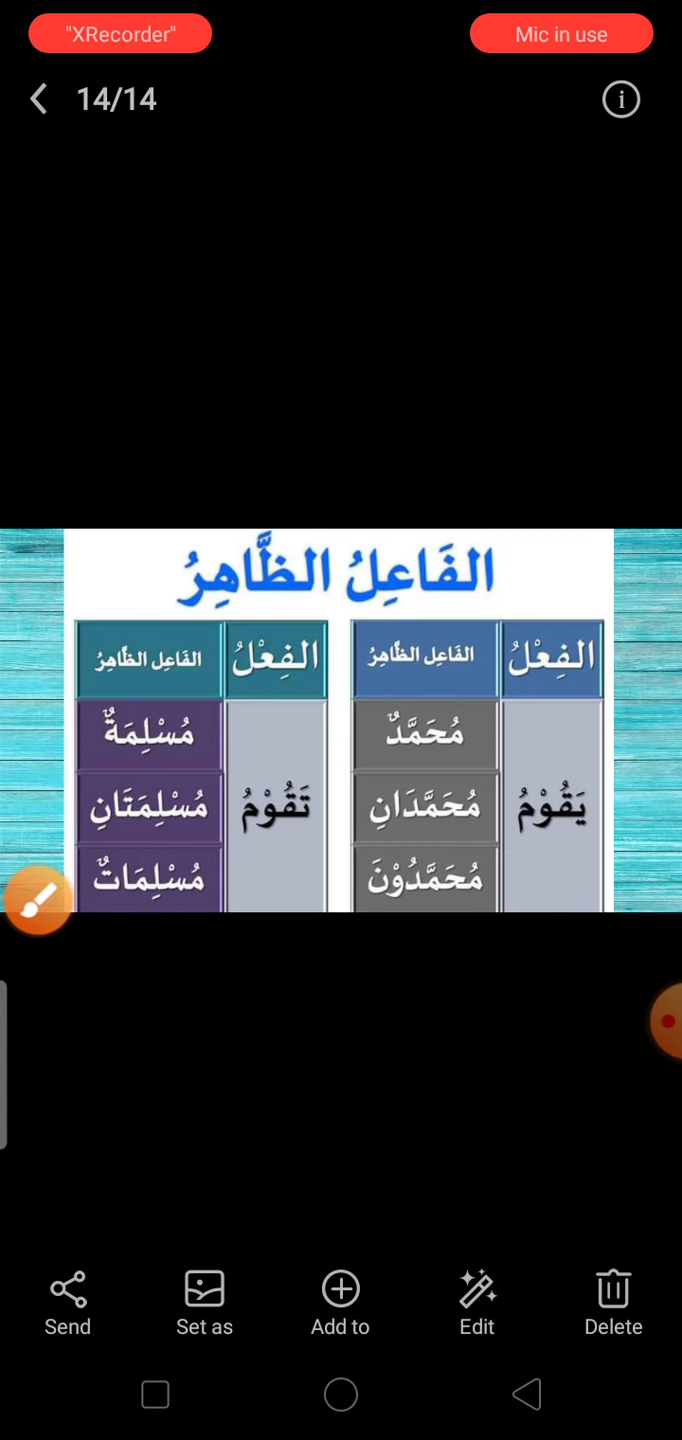 "XRecorder"
Mic in use
14/14
الفَاعِلُ الظَّاهِرُ
الفِعْلُ
الفَاعِل الظَّاهِرُ
يَقُوْمُ
مُحَمَّدٌ
مُحَمَّدَانِ
مُحَمَّدُوْنَ
الفِعْلُ
الفَاعِل الظَّاهِرُ
تَقُوْمُ
مُسْلِمَةٌ
مُسْلِمَتَانِ
مُسْلِمَاتٌ
Send
Set as
Add to
Edit
Delete